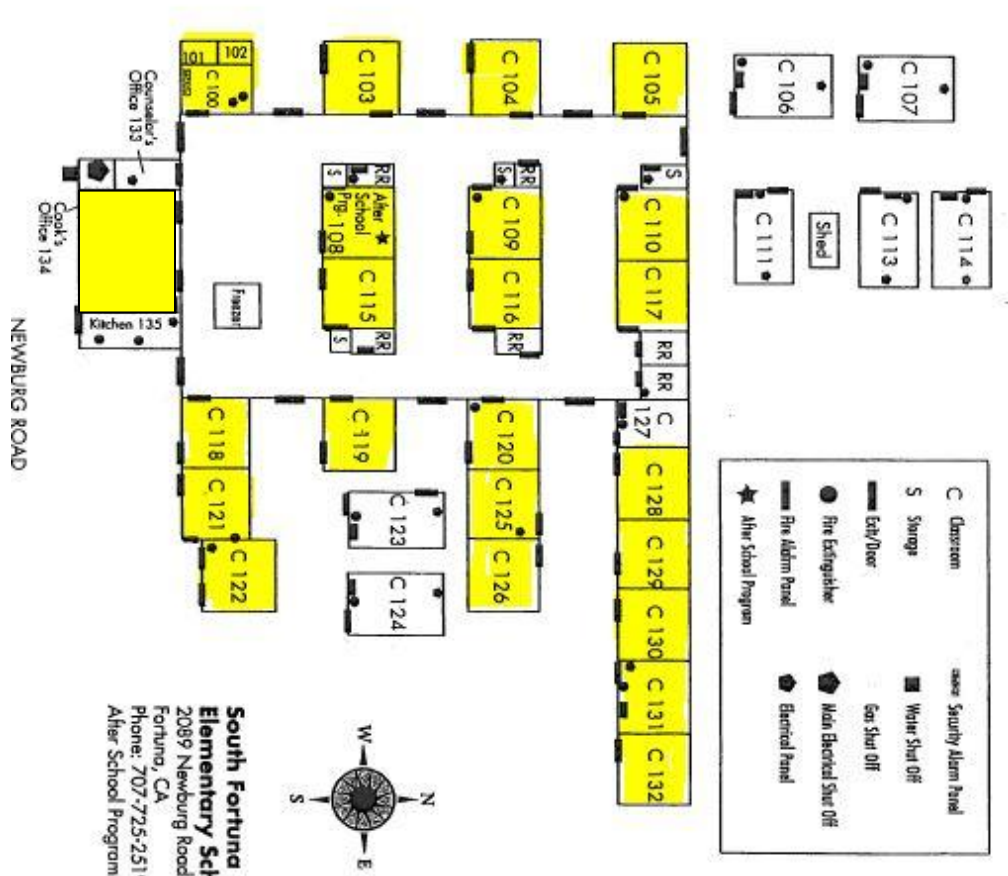 101
102
C 100
C 103
C 104
C 105
C 106
C 107
Counselor's
Office 133
S
RR
After
School
Prg- 108
S
RR
C 109
S
C 110
C 111
Shed
C 113
C 114
Cook's
Office 134
Kitchen 135
Freezer
C 115
S
RR
C 116
RR
C 117
RR
RR
NEWBURG ROAD
C 118
C 119
C 120
C
127
C 121
C 123
C 125
C 128
C 122
C 124
C 126
C 129
C 130
C 131
C 132
C Classroom
S Storage
Exit/Door
Fire Extinguisher
Fire Alarm Panel
After School Program
Security Alarm Panel
Water Shut Off
Gas Shut Off
Main Electrical Shut Off
Electrical Panel
W
N
S
E
South Fortuna
Elementary Sch
2089 Newburg Road
Fortuna, CA
Phone: 707-725-251
After School Program